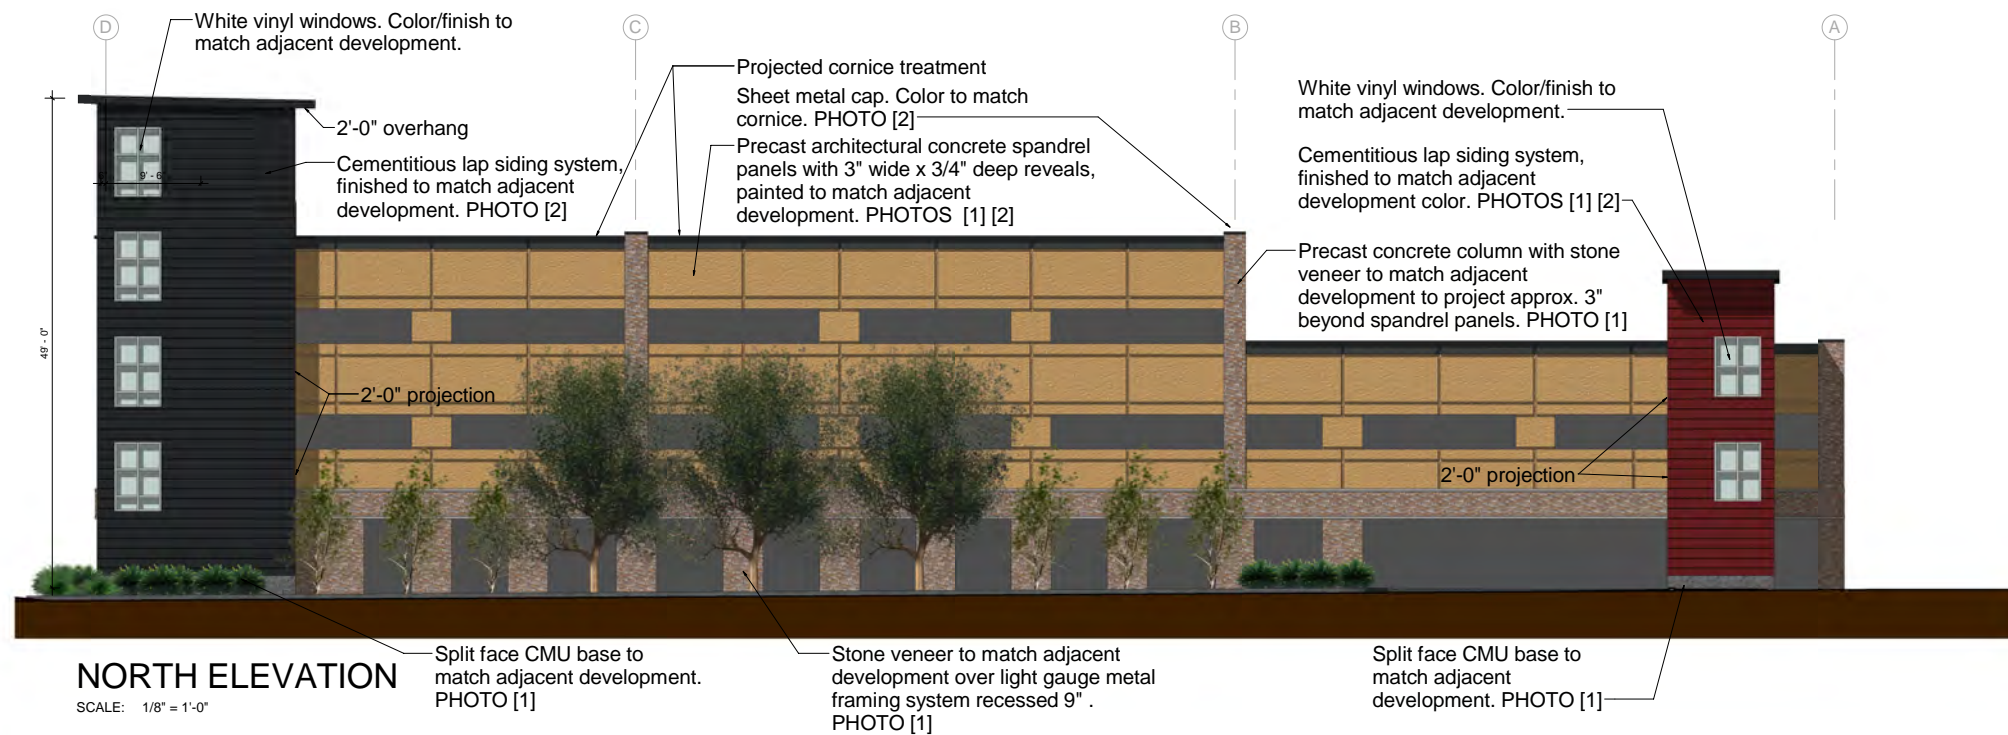 D
C
B
A
White vinyl windows. Color/finish to
match adjacent development.
2'-0" overhang
Cementitious lap siding system,
finished to match adjacent
development. PHOTO [2]
Projected cornice treatment
Sheet metal cap. Color to match
cornice. PHOTO [2]
Precast architectural concrete spandrel
panels with 3" wide x 3/4" deep reveals,
painted to match adjacent
development. PHOTOS [1] [2]
White vinyl windows. Color/finish to
match adjacent development.
Cementitious lap siding system,
finished to match adjacent
development color. PHOTOS [1] [2]
Precast concrete column with stone
veneer to match adjacent
development to project approx. 3"
beyond spandrel panels. PHOTO [1]
9' - 6"
49' - 0"
2'-0" projection
2'-0" projection
NORTH ELEVATION
SCALE: 1/8" = 1'-0"
Split face CMU base to
match adjacent development.
PHOTO [1]
Stone veneer to match adjacent
development over light gauge metal
framing system recessed 9" .
PHOTO [1]
Split face CMU base to
match adjacent
development. PHOTO [1]